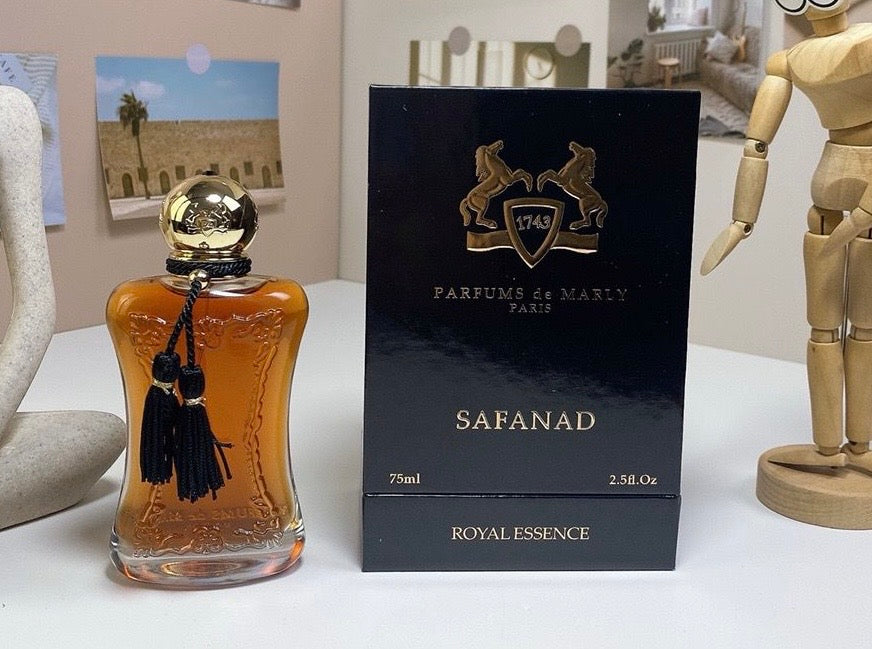 1743
PARFUMS de MARLY
PARIS
SAFANAD
75ml 2.5fl.Oz
ROYAL ESSENCE